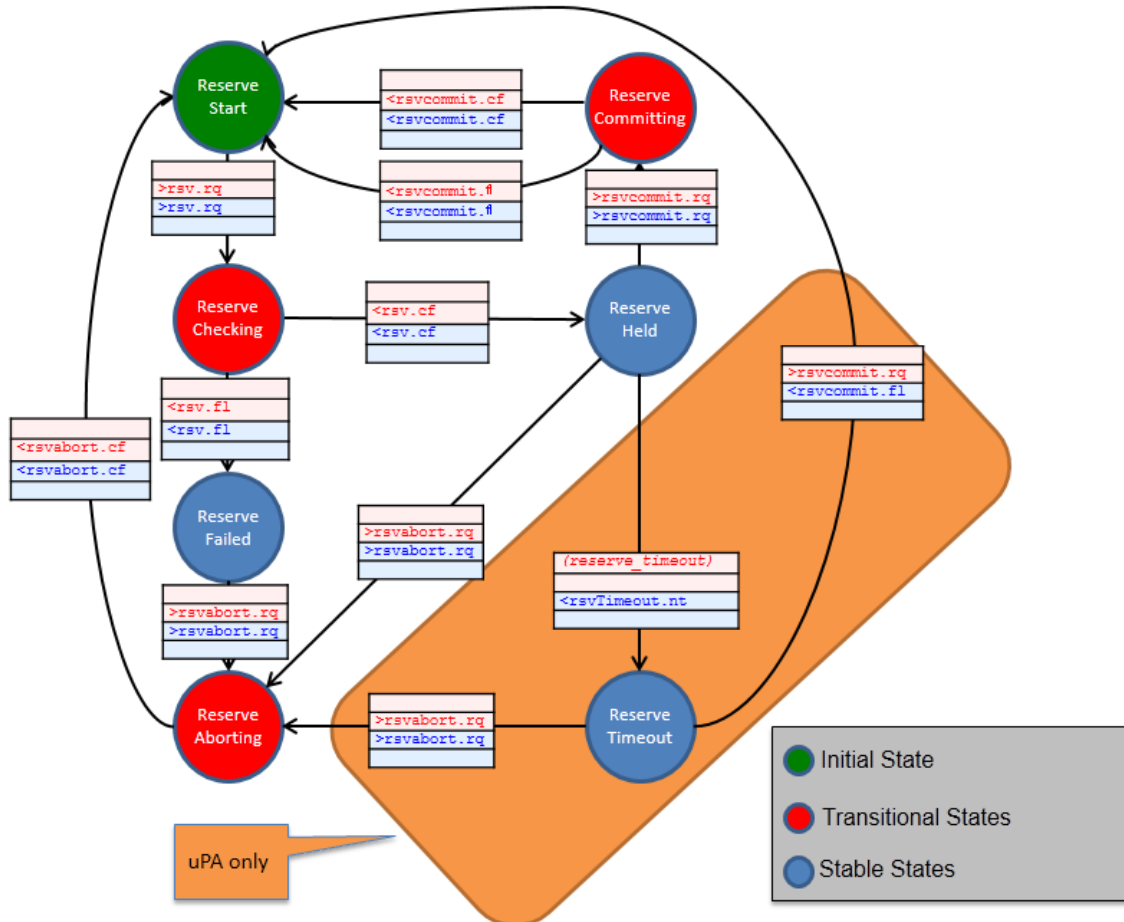 Reserve
Start
<rsvcommit.cf
<rsvcommit.cf
Reserve
Committing
>rsv.rq
>rsv.rq
<rsvcommit.fl
<rsvcommit.fl
>rsvcommit.rq
>rsvcommit.rq
Reserve
Checking
<rsv.cf
<rsv.cf
Reserve
Held
>rsvcommit.rq
<rsvcommit.fl
<rsv.fl
<rsv.fl
<rsvabort.cf
<rsvabort.cf
Reserve
Failed
>rsvabort.rq
>rsvabort.rq
(reserve_timeout)
<rsvTimeout.nt
>rsvabort.rq
>rsvabort.rq
Reserve
Aborting
>rsvabort.rq
>rsvabort.rq
Reserve
Timeout
uPA only
Initial State
Transitional States
Stable States